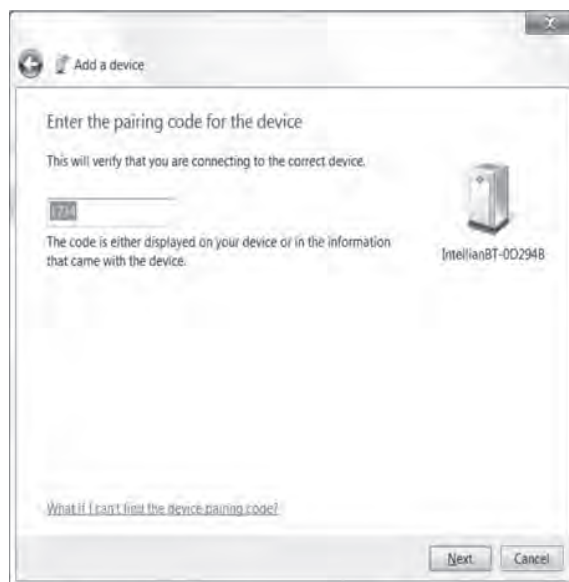 Add a device
Enter the pairing code for the device
This will verify that you are connecting to the correct device.
The code is either displayed on your device or in the information
that came with the device.
IntellianBT-002948
What if I can't find the device pairing code?
Next
Cancel